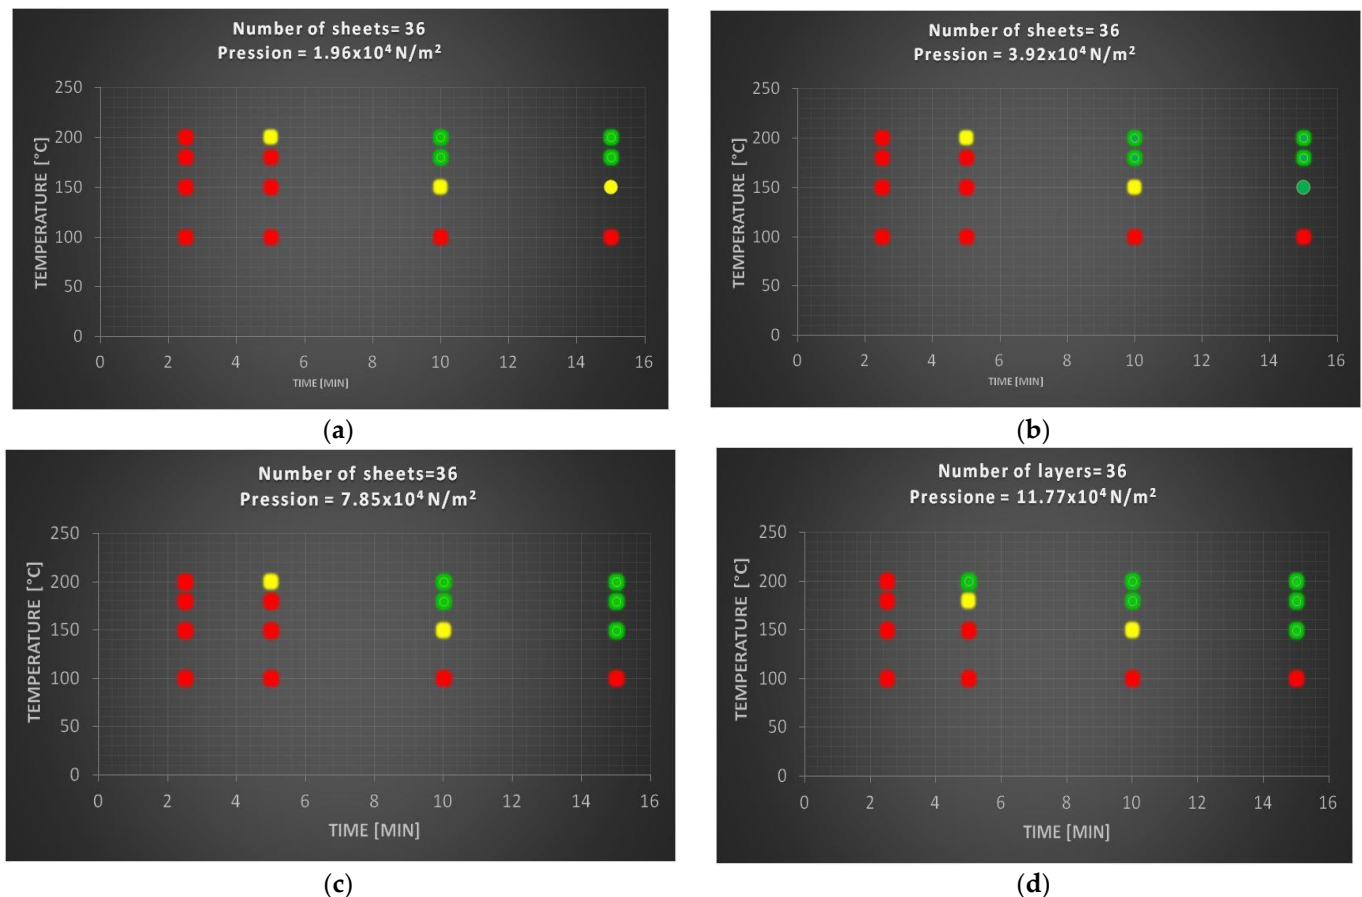 Number of sheets= 36
Pression = 1.96x10⁴ N/m²
TEMPERATURE [°C]
250
200
150
100
50
0
0 2 4 6 8 10 12 14 16
TIME [MIN]
(a)
Number of sheets= 36
Pression = 3.92x10⁴ N/m²
TEMPERATURE [°C]
250
200
150
100
50
0
0 2 4 6 8 10 12 14 16
TIME [MIN]
(b)
Number of sheets=36
Pression = 7.85x10⁴ N/m²
TEMPERATURE [°C]
250
200
150
100
50
0
0 2 4 6 8 10 12 14 16
TIME [MIN]
(c)
Number of layers= 36
Pressione = 11.77x10⁴ N/m²
TEMPERATURE [°C]
250
200
150
100
50
0
0 2 4 6 8 10 12 14 16
TIME [MIN]
(d)